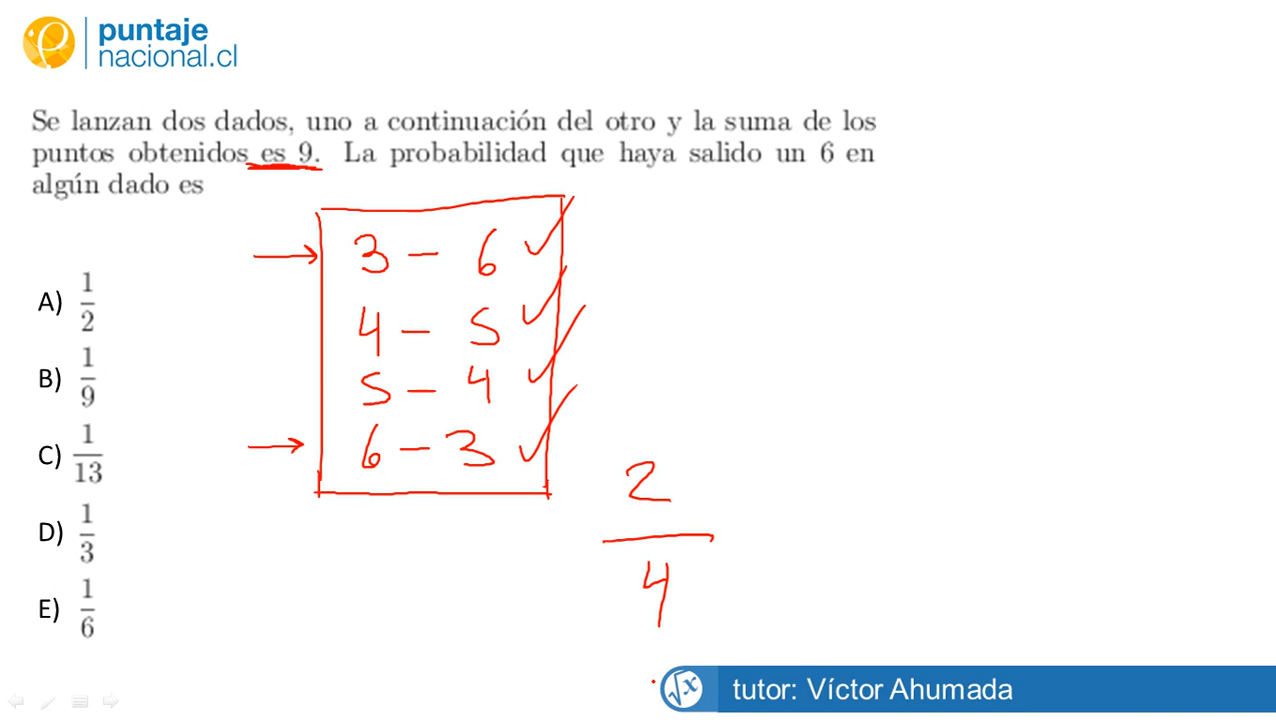 puntaje
nacional.cl
Se lanzan dos dados, uno a continuación del otro y la suma de los
puntos obtenidos es 9. La probabilidad que haya salido un 6 en
algún dado es
3 - 6
4 - 5
5 - 4
6 - 3
A) 1/2
B) 1/9
C) 1/13
D) 1/3
E) 1/6
2
4
√x tutor: Víctor Ahumada